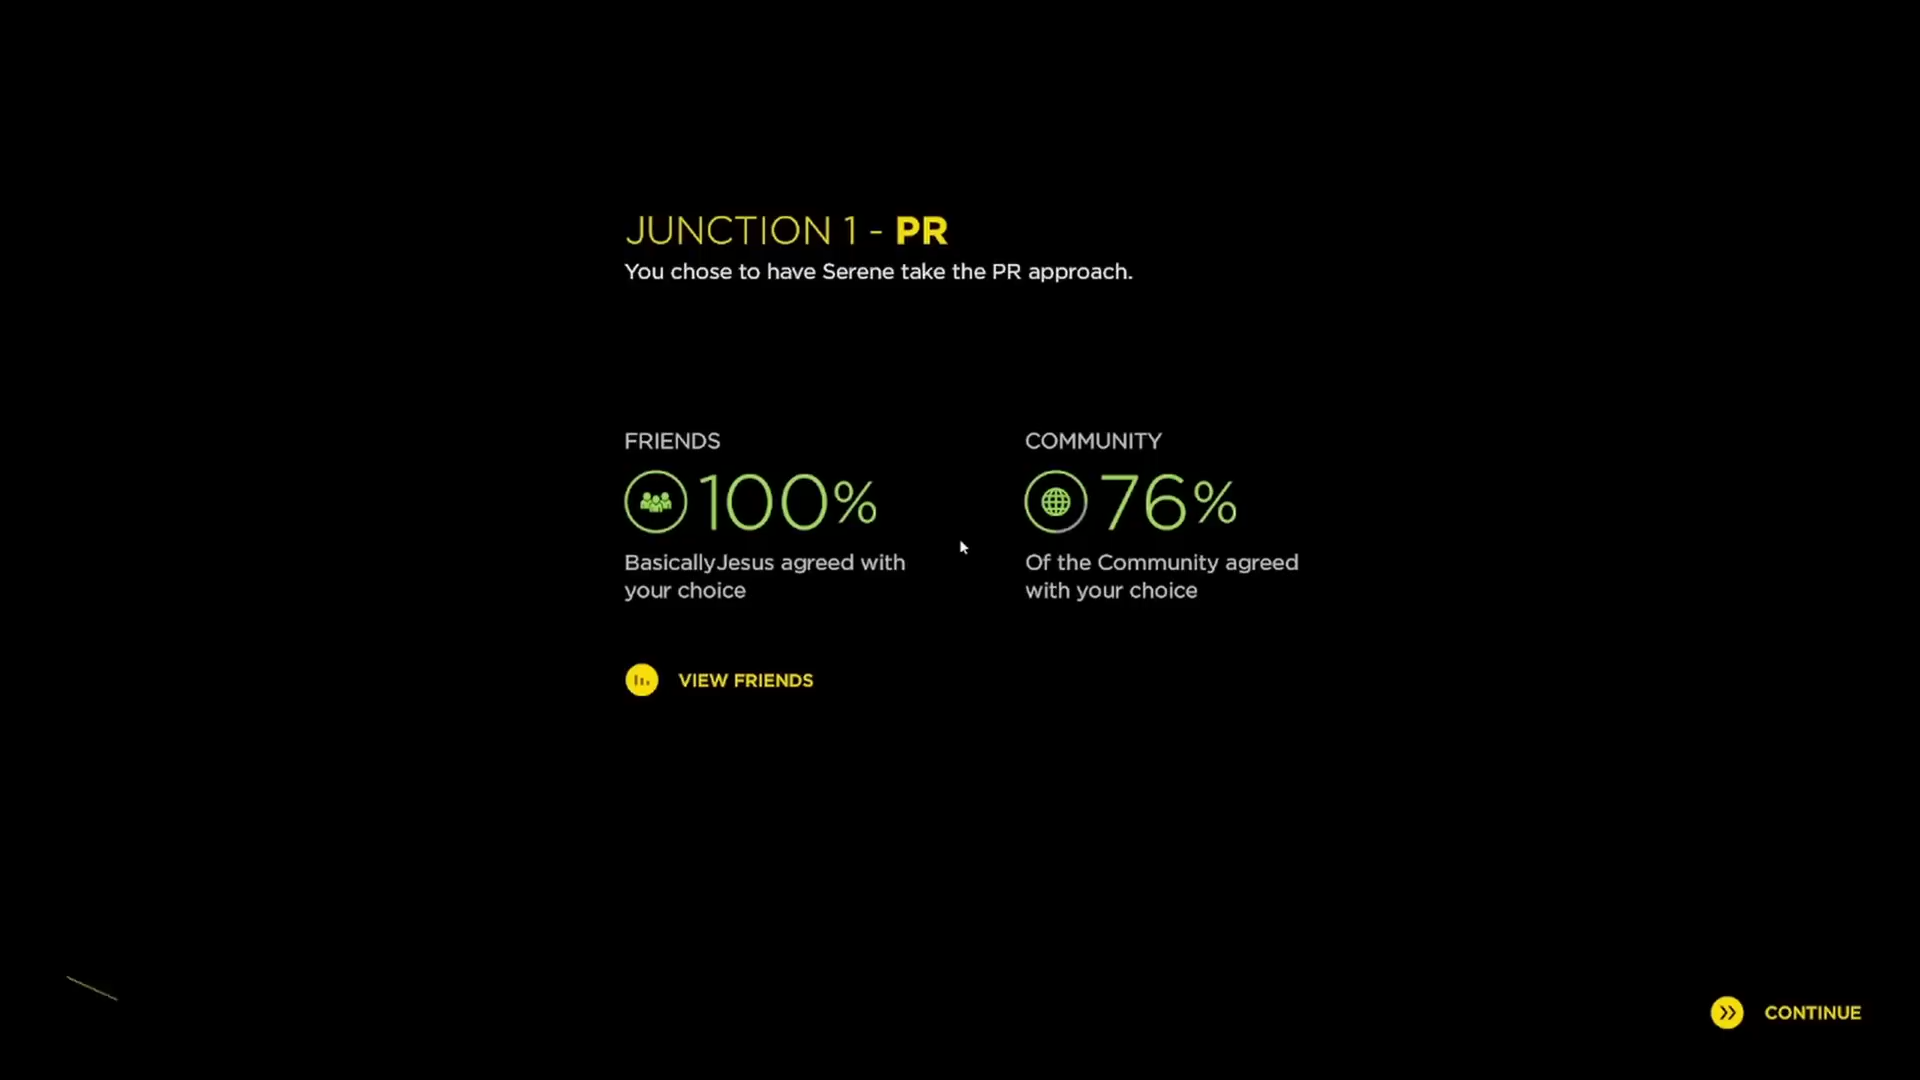 JUNCTION 1 - PR
You chose to have Serene take the PR approach.
FRIENDS
100%
BasicallyJesus agreed with
your choice
COMMUNITY
76%
Of the Community agreed
with your choice
VIEW FRIENDS
CONTINUE